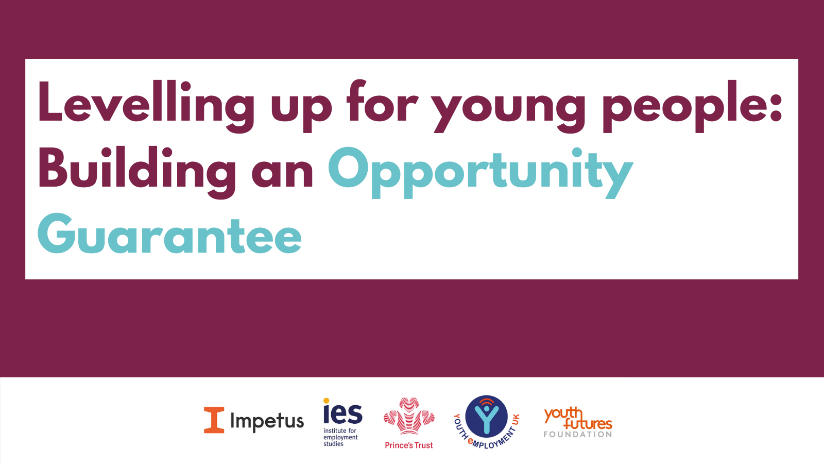 Levelling up for young people:
Building an Opportunity
Guarantee
Impetus
ies
institute for
employment
studies
Prince's Trust
YOUTH eMPLOYMENT UK
youth
futures
FOUNDATION